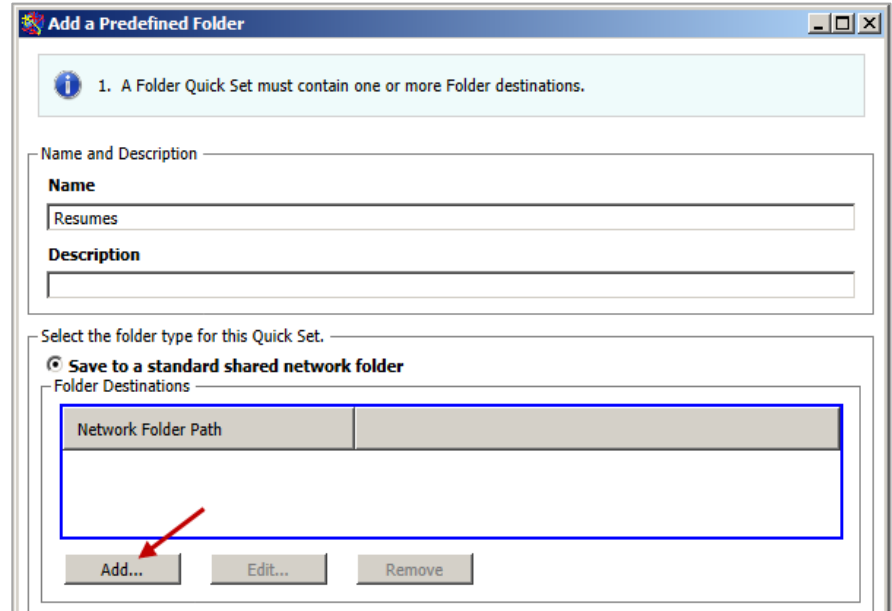 Add a Predefined Folder
1. A Folder Quick Set must contain one or more Folder destinations.
Name and Description
Name
Resumes
Description
Select the folder type for this Quick Set.
Save to a standard shared network folder
Folder Destinations
Network Folder Path
Add... Edit... Remove